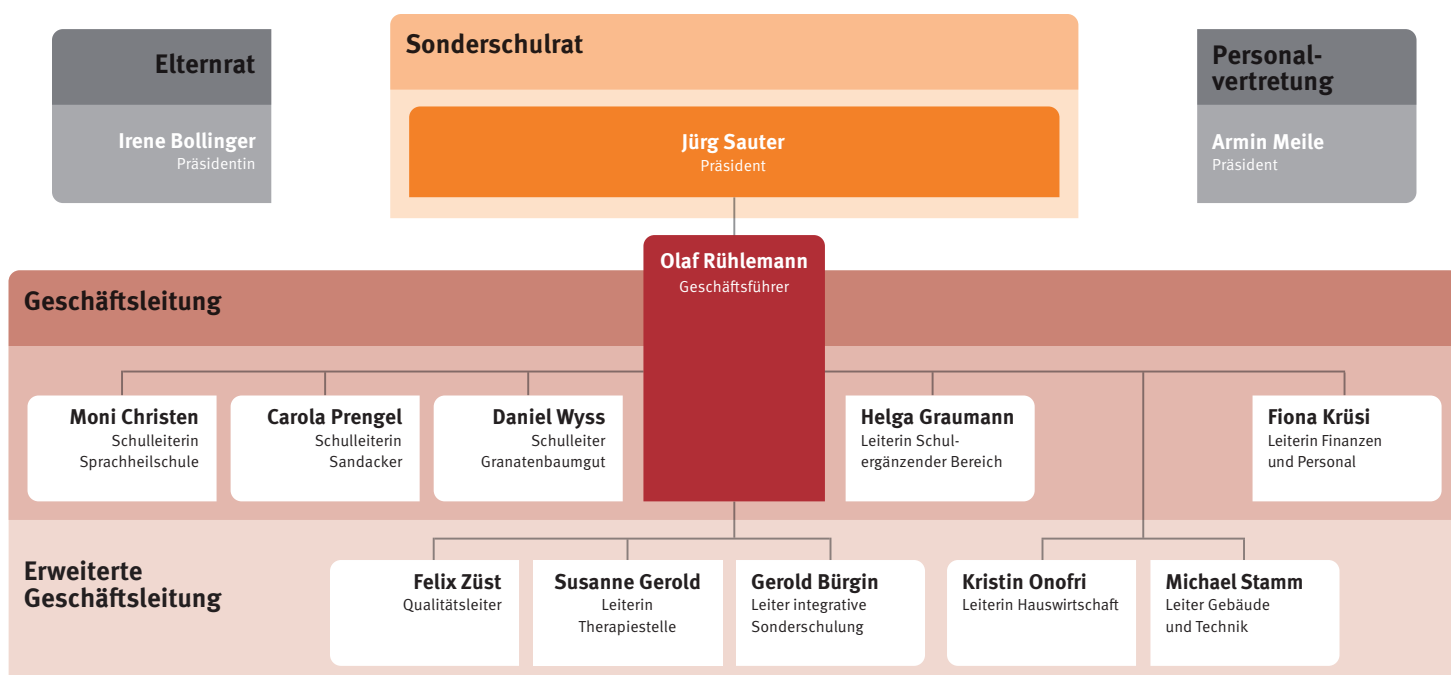 Elternrat
Irene Bollinger
Präsidentin
Sonderschulrat
Jürg Sauter
Präsident
Personal-
vertretung
Armin Meile
Präsident
Olaf Rühlemann
Geschäftsführer
Geschäftsleitung
Moni Christen
Schulleiterin
Sprachheilschule
Carola Prengel
Schulleiterin
Sandacker
Daniel Wyss
Schulleiter
Granatenbaumgut
Helga Graumann
Leiterin Schul-
ergänzender Bereich
Fiona Krüsi
Leiterin Finanzen
und Personal
Erweiterte
Geschäftsleitung
Felix Züst
Qualitätsleiter
Susanne Gerold
Leiterin
Therapiestelle
Gerold Bürgin
Leiter integrative
Sonderschulung
Kristin Onofri
Leiterin Hauswirtschaft
Michael Stamm
Leiter Gebäude
und Technik